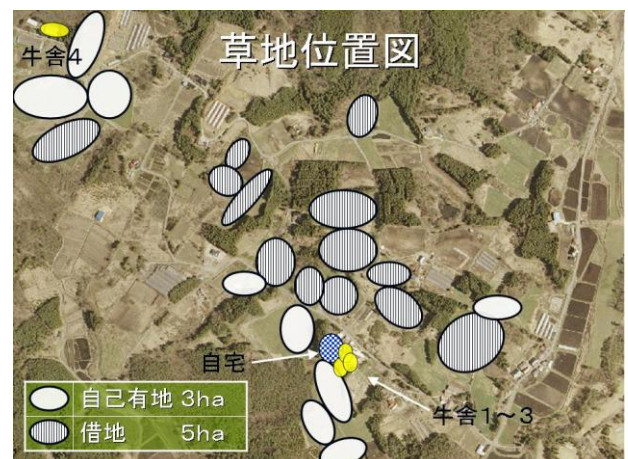 草地位置図
牛舎4
自宅
牛舎1～3
自己有地 3ha
借地 5ha